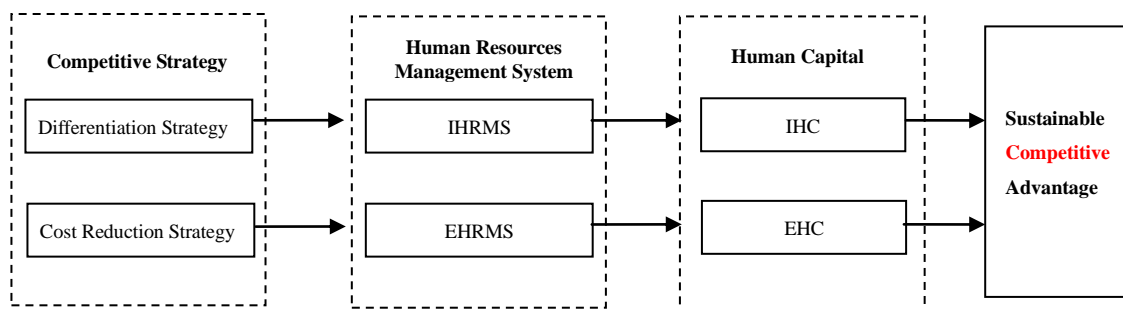 Competitive Strategy
Differentiation Strategy
Cost Reduction Strategy
Human Resources
Management System
IHRMS
EHRMS
Human Capital
IHC
EHC
Sustainable
Competitive
Advantage